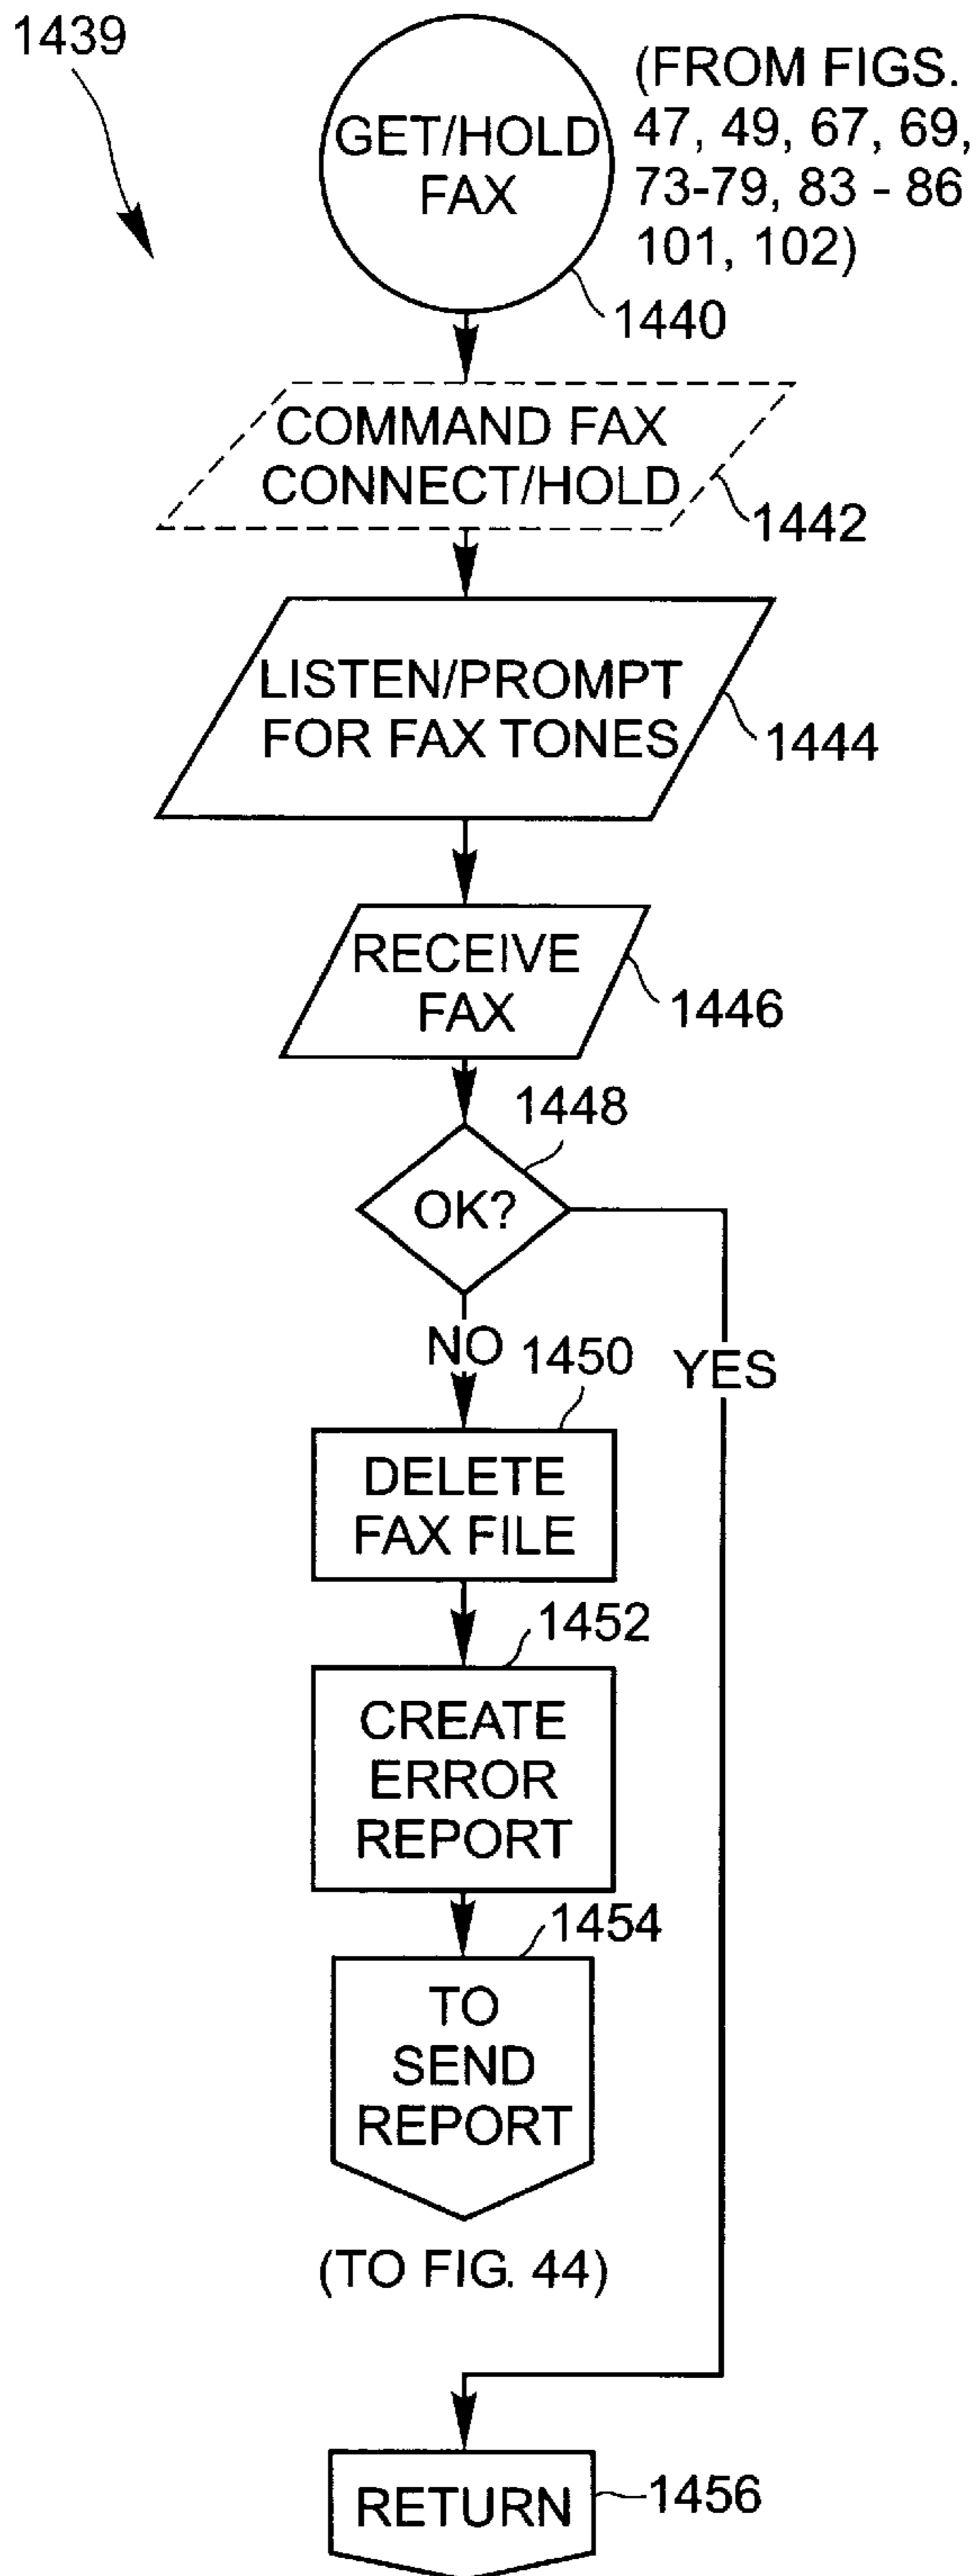 1439
GET/HOLD
FAX
(FROM FIGS.
47, 49, 67, 69,
73-79, 83 - 86
101, 102)
1440
COMMAND FAX
CONNECT/HOLD
1442
LISTEN/PROMPT
FOR FAX TONES
1444
RECEIVE
FAX
1446
1448
OK?
NO
1450
YES
DELETE
FAX FILE
1452
CREATE
ERROR
REPORT
1454
TO
SEND
REPORT
(TO FIG. 44)
RETURN
1456